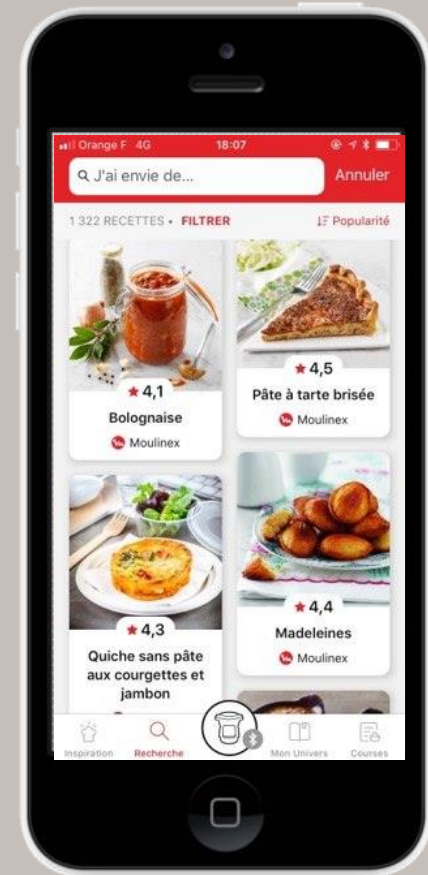 Orange F 4G 18:07
J'ai envie de... Annuler
1 322 RECETTES • FILTRER Popularité
4,1
Bolognaise
Moulinex
4,5
Pâte à tarte brisée
Moulinex
4,3
Quiche sans pâte
aux courgettes et
jambon
4,4
Madeleines
Moulinex
Inspiration Recherche Mon Univers Courses